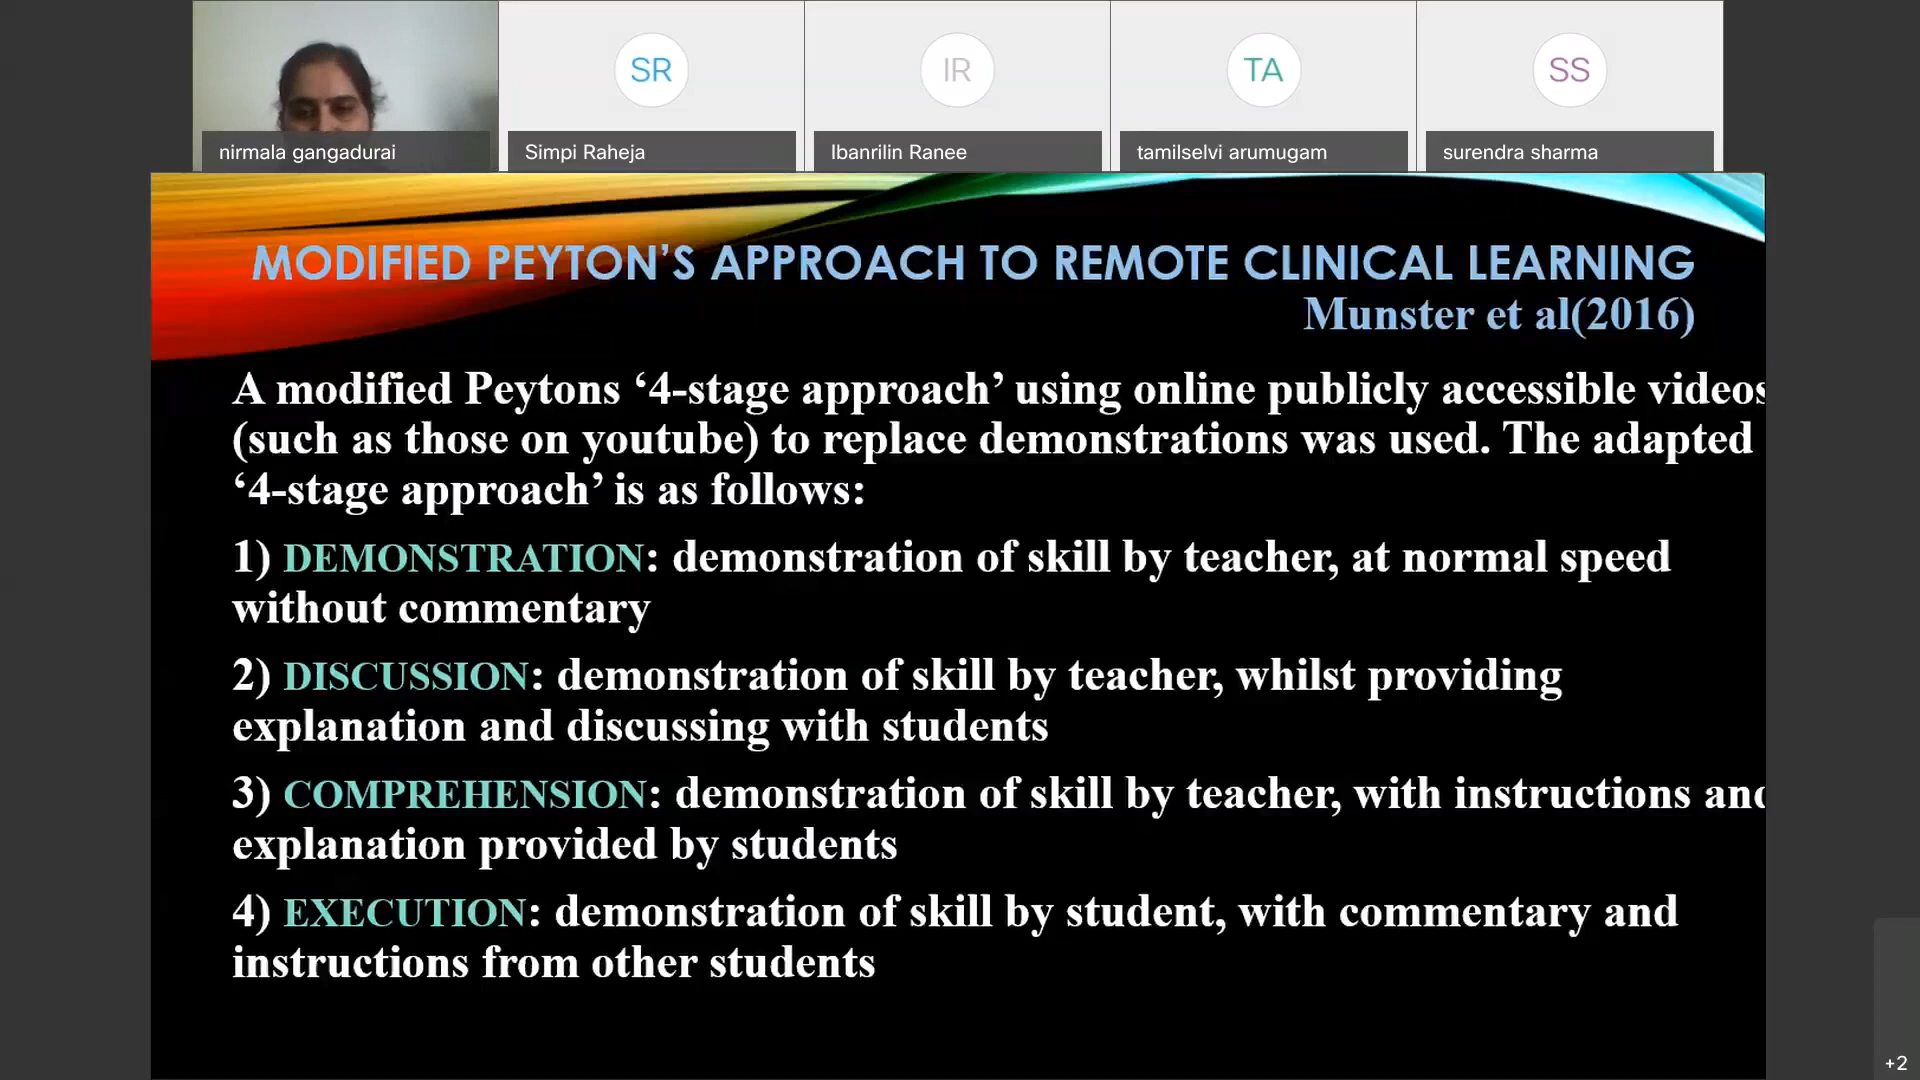 SR
IR
TA
SS
nirmala gangadurai
Simpi Raheja
Ibanrilin Ranee
tamilselvi arumugam
surendra sharma
MODIFIED PEYTON’S APPROACH TO REMOTE CLINICAL LEARNING
Munster et al(2016)
A modified Peytons ‘4-stage approach’ using online publicly accessible videos
(such as those on youtube) to replace demonstrations was used. The adapted
‘4-stage approach’ is as follows:
1) DEMONSTRATION: demonstration of skill by teacher, at normal speed
without commentary
2) DISCUSSION: demonstration of skill by teacher, whilst providing
explanation and discussing with students
3) COMPREHENSION: demonstration of skill by teacher, with instructions and
explanation provided by students
4) EXECUTION: demonstration of skill by student, with commentary and
instructions from other students
+2